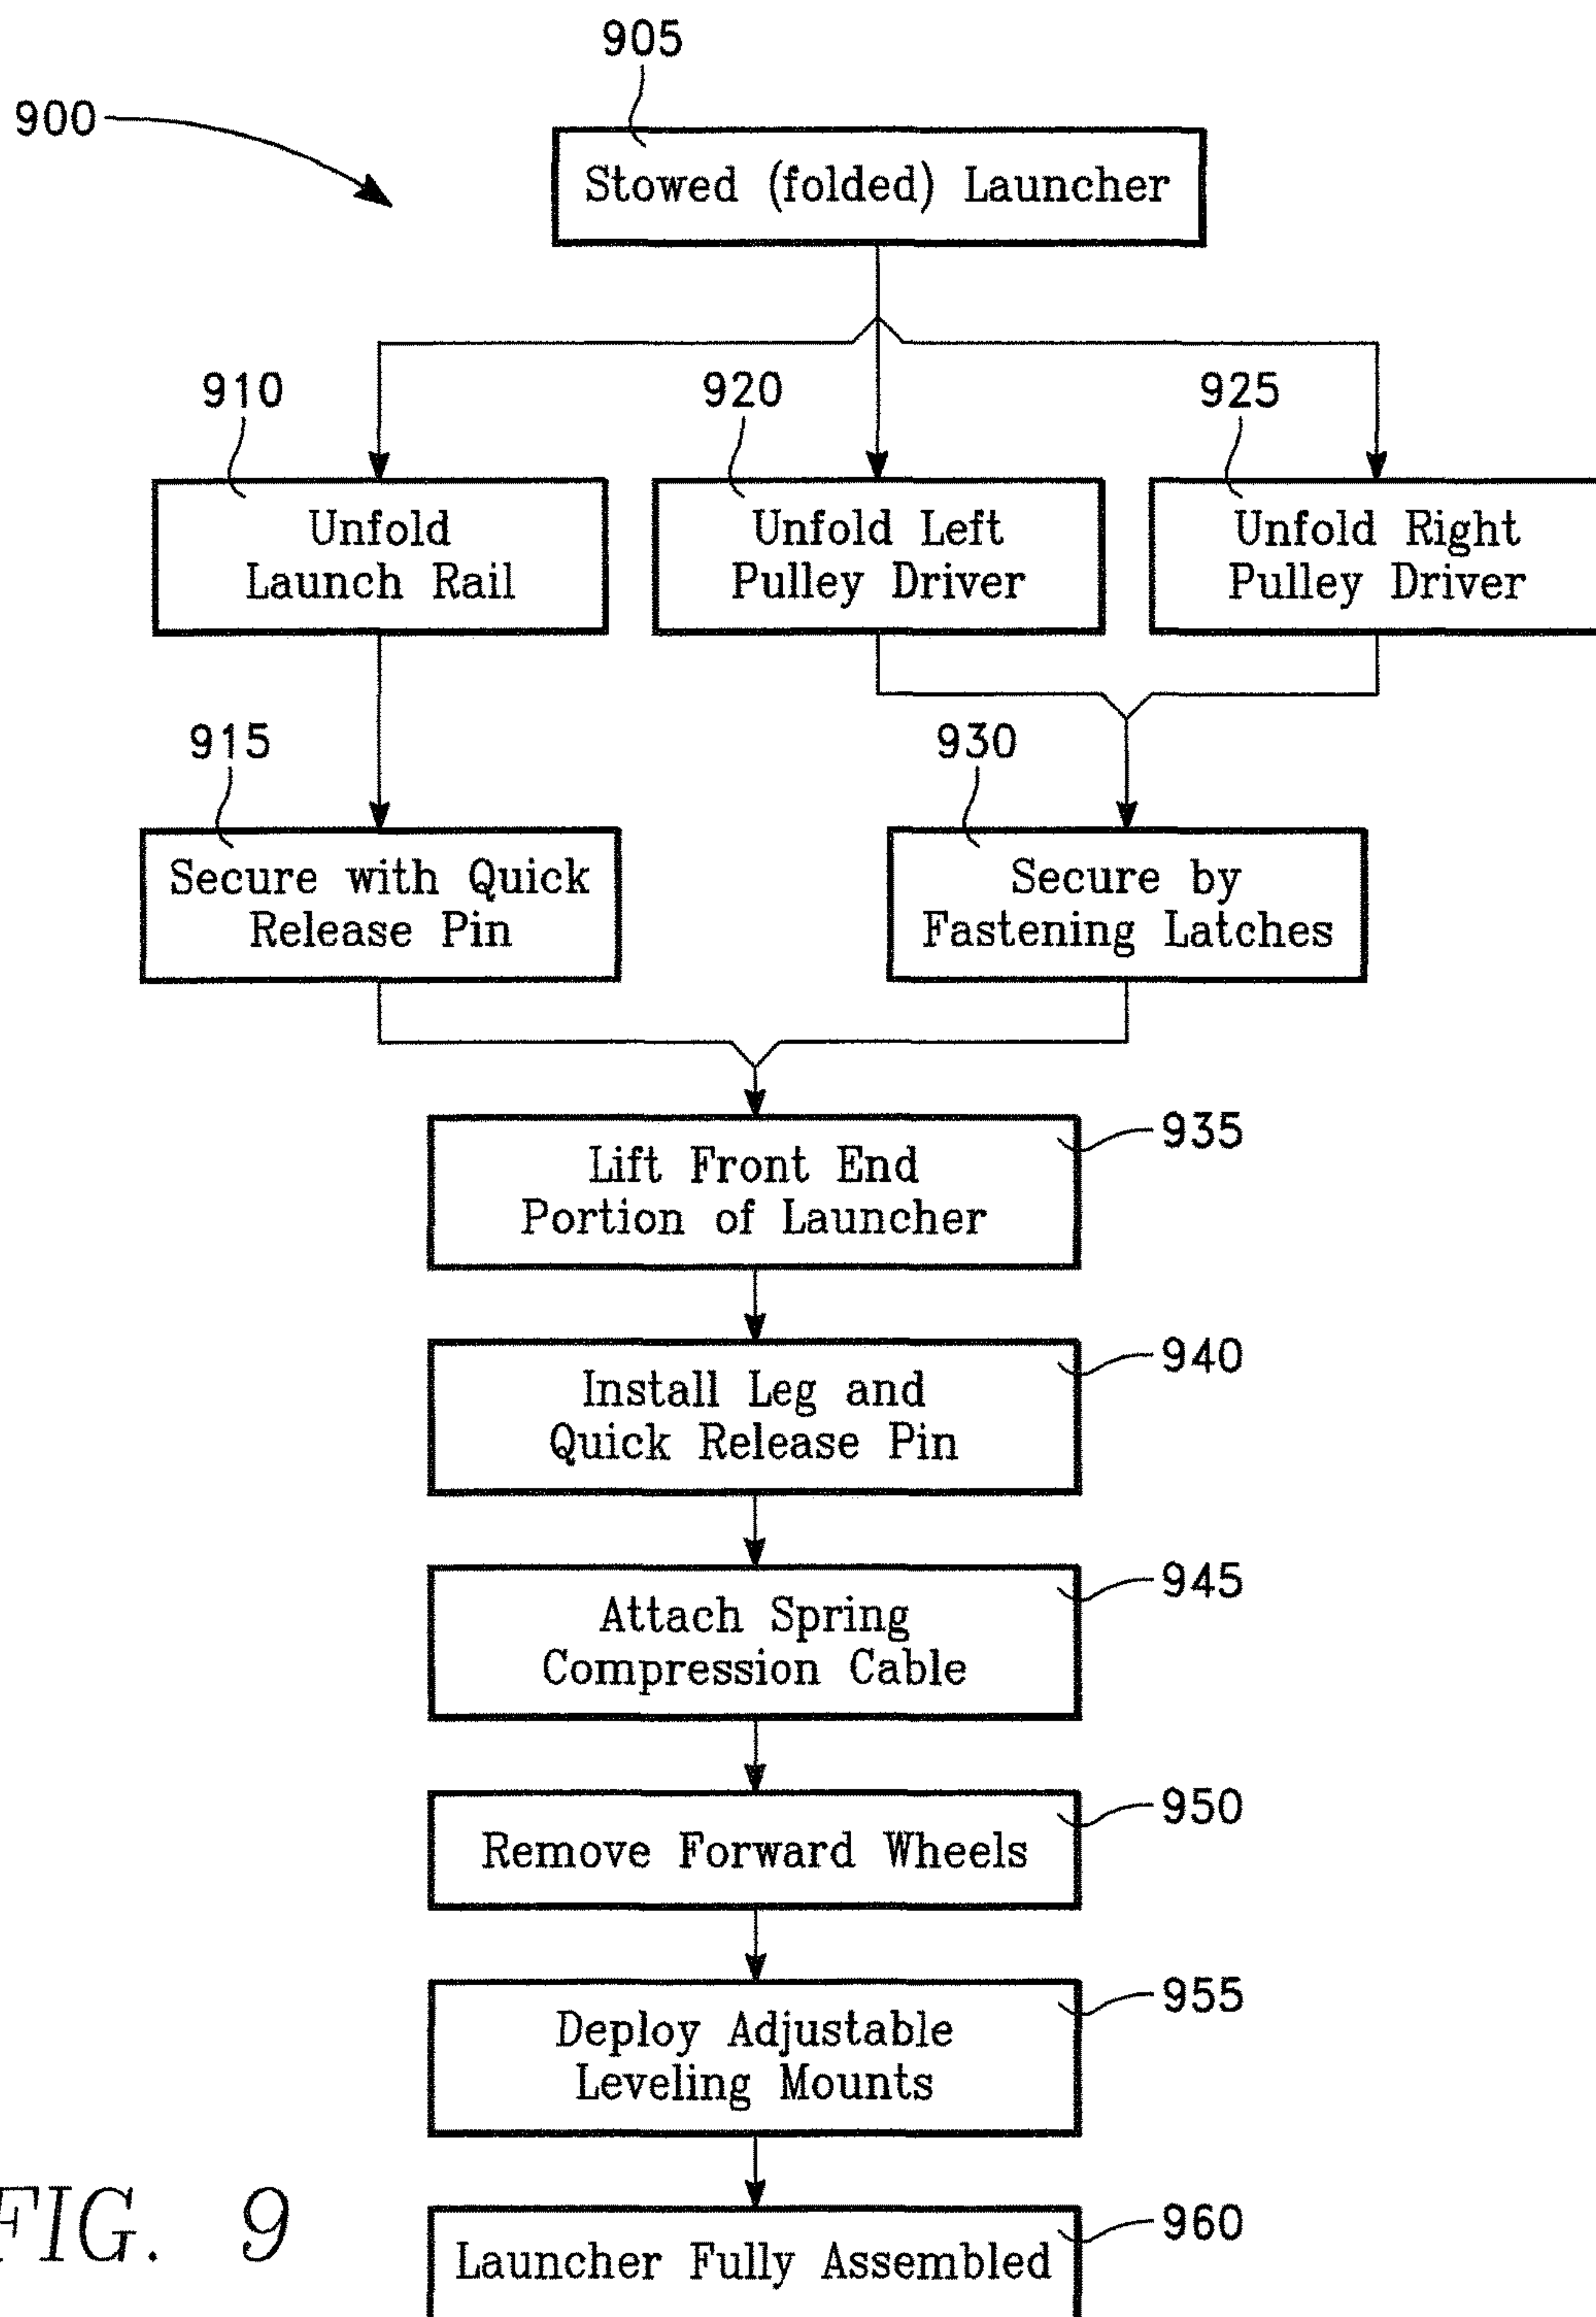 905
900
Stowed (folded) Launcher
910
920
925
Unfold
Launch Rail
Unfold Left
Pulley Driver
Unfold Right
Pulley Driver
915
930
Secure with Quick
Release Pin
Secure by
Fastening Latches
935
Lift Front End
Portion of Launcher
940
Install Leg and
Quick Release Pin
945
Attach Spring
Compression Cable
950
Remove Forward Wheels
955
Deploy Adjustable
Leveling Mounts
960
Launcher Fully Assembled
FIG. 9